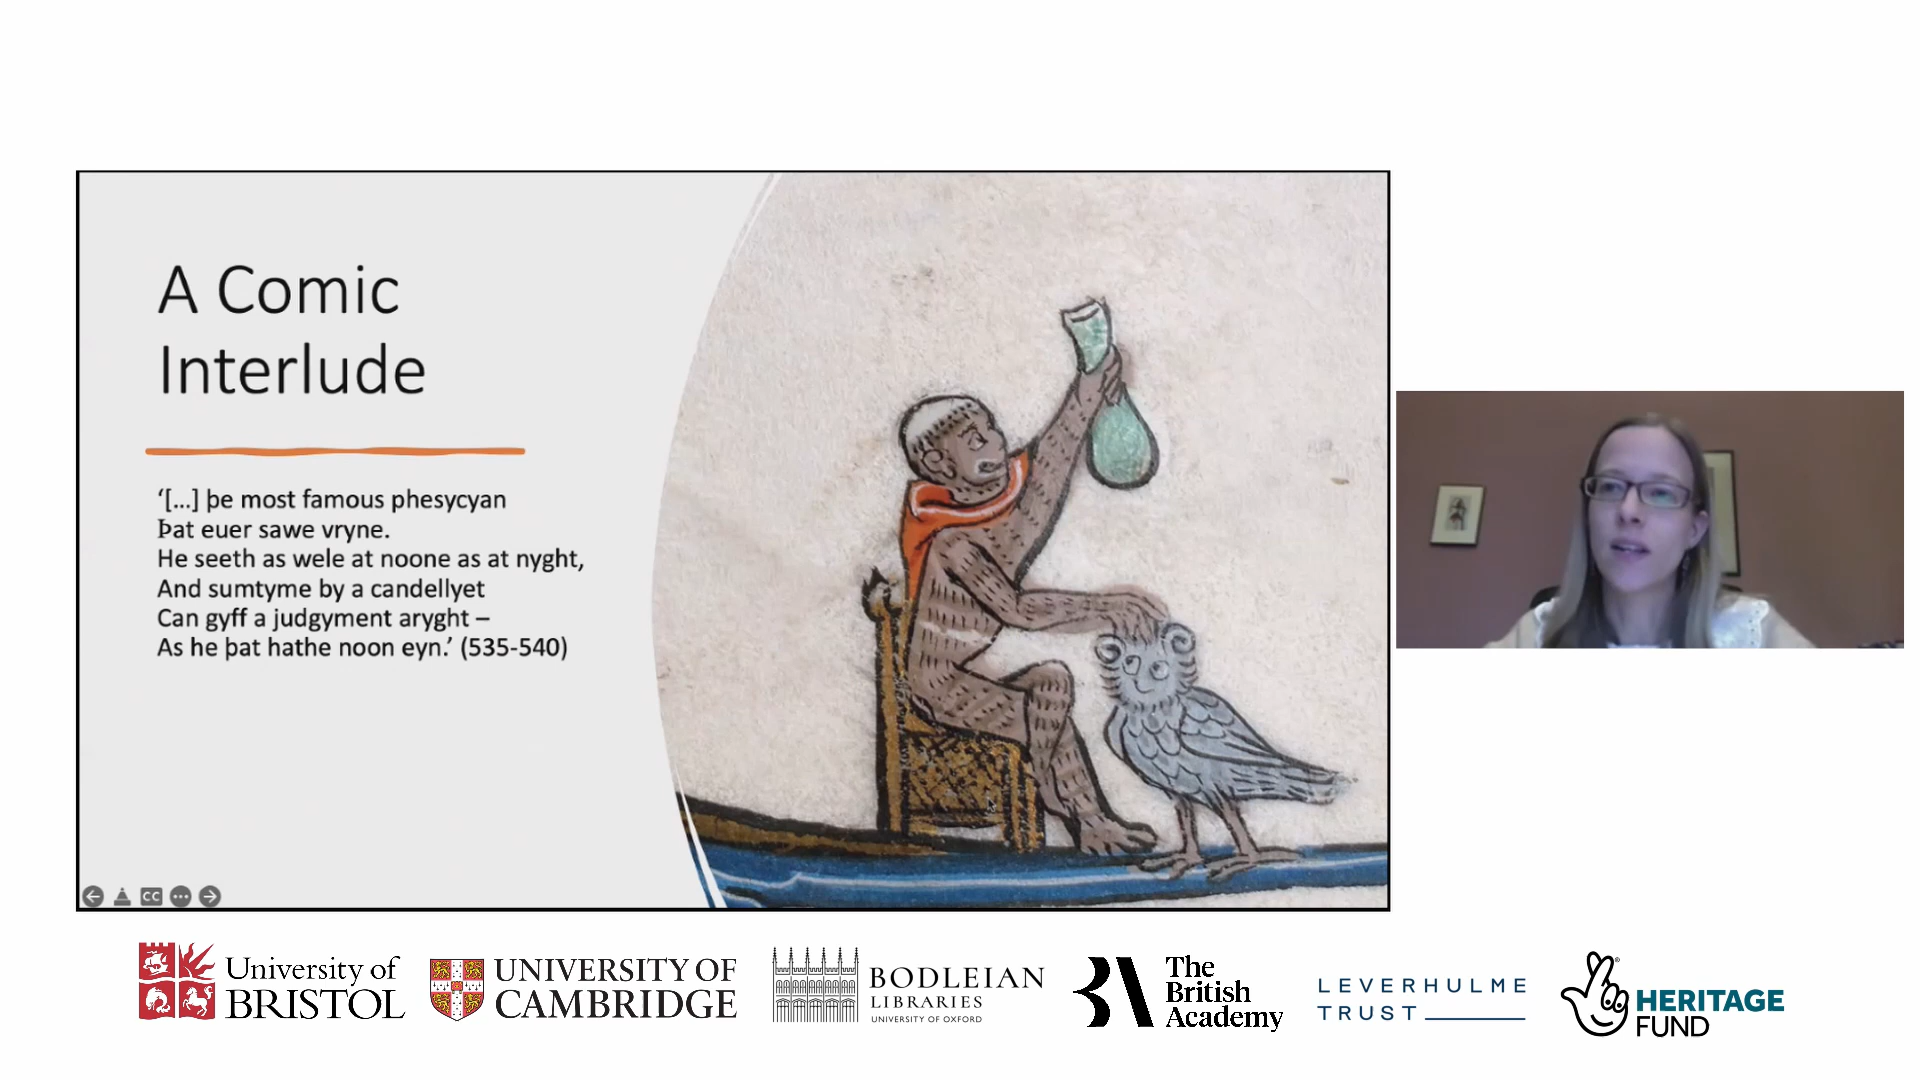 A Comic
Interlude
‘[...] þe most famous phesycyan
Þat euer sawe vryne.
He seeth as wele at noone as at nyght,
And sumtyme by a candellyet
Can gyff a judgyment aryght –
As he þat hathe noon eyn.’ (535-540)
CC
University of
BRISTOL
UNIVERSITY OF
CAMBRIDGE
BODLEIAN
LIBRARIES
UNIVERSITY OF OXFORD
The
British
Academy
LEVERHULME
TRUST
HERITAGE
FUND